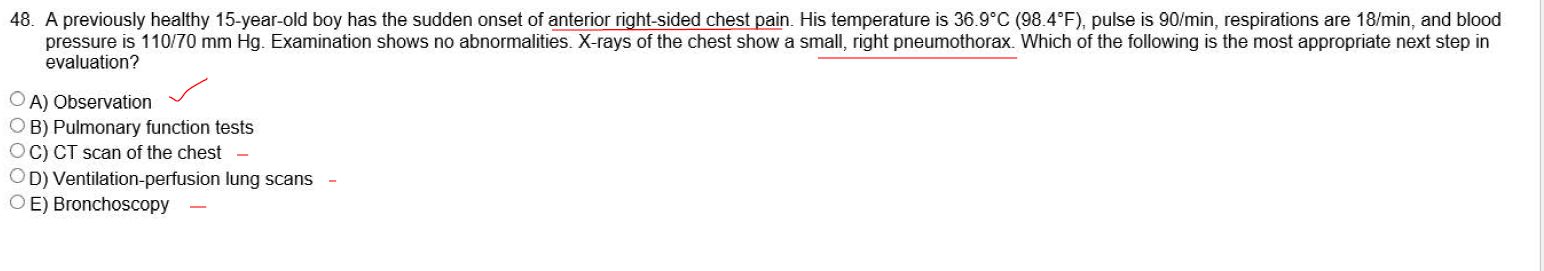 48. A previously healthy 15-year-old boy has the sudden onset of anterior right-sided chest pain. His temperature is 36.9°C (98.4°F), pulse is 90/min, respirations are 18/min, and blood
pressure is 110/70 mm Hg. Examination shows no abnormalities. X-rays of the chest show a small, right pneumothorax. Which of the following is the most appropriate next step in
evaluation?
A) Observation
B) Pulmonary function tests
C) CT scan of the chest
D) Ventilation-perfusion lung scans
E) Bronchoscopy